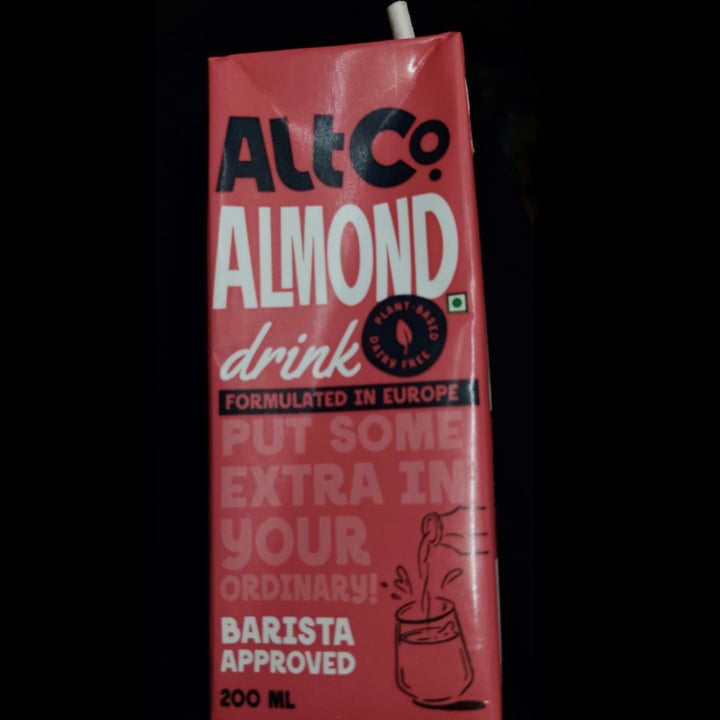 AltCo.
ALMOND
drink
PLANT-BASED
DAIRY FREE
FORMULATED IN EUROPE
PUT SOME
EXTRA IN
YOUR
ORDINARY!
BARISTA
APPROVED
200 ML